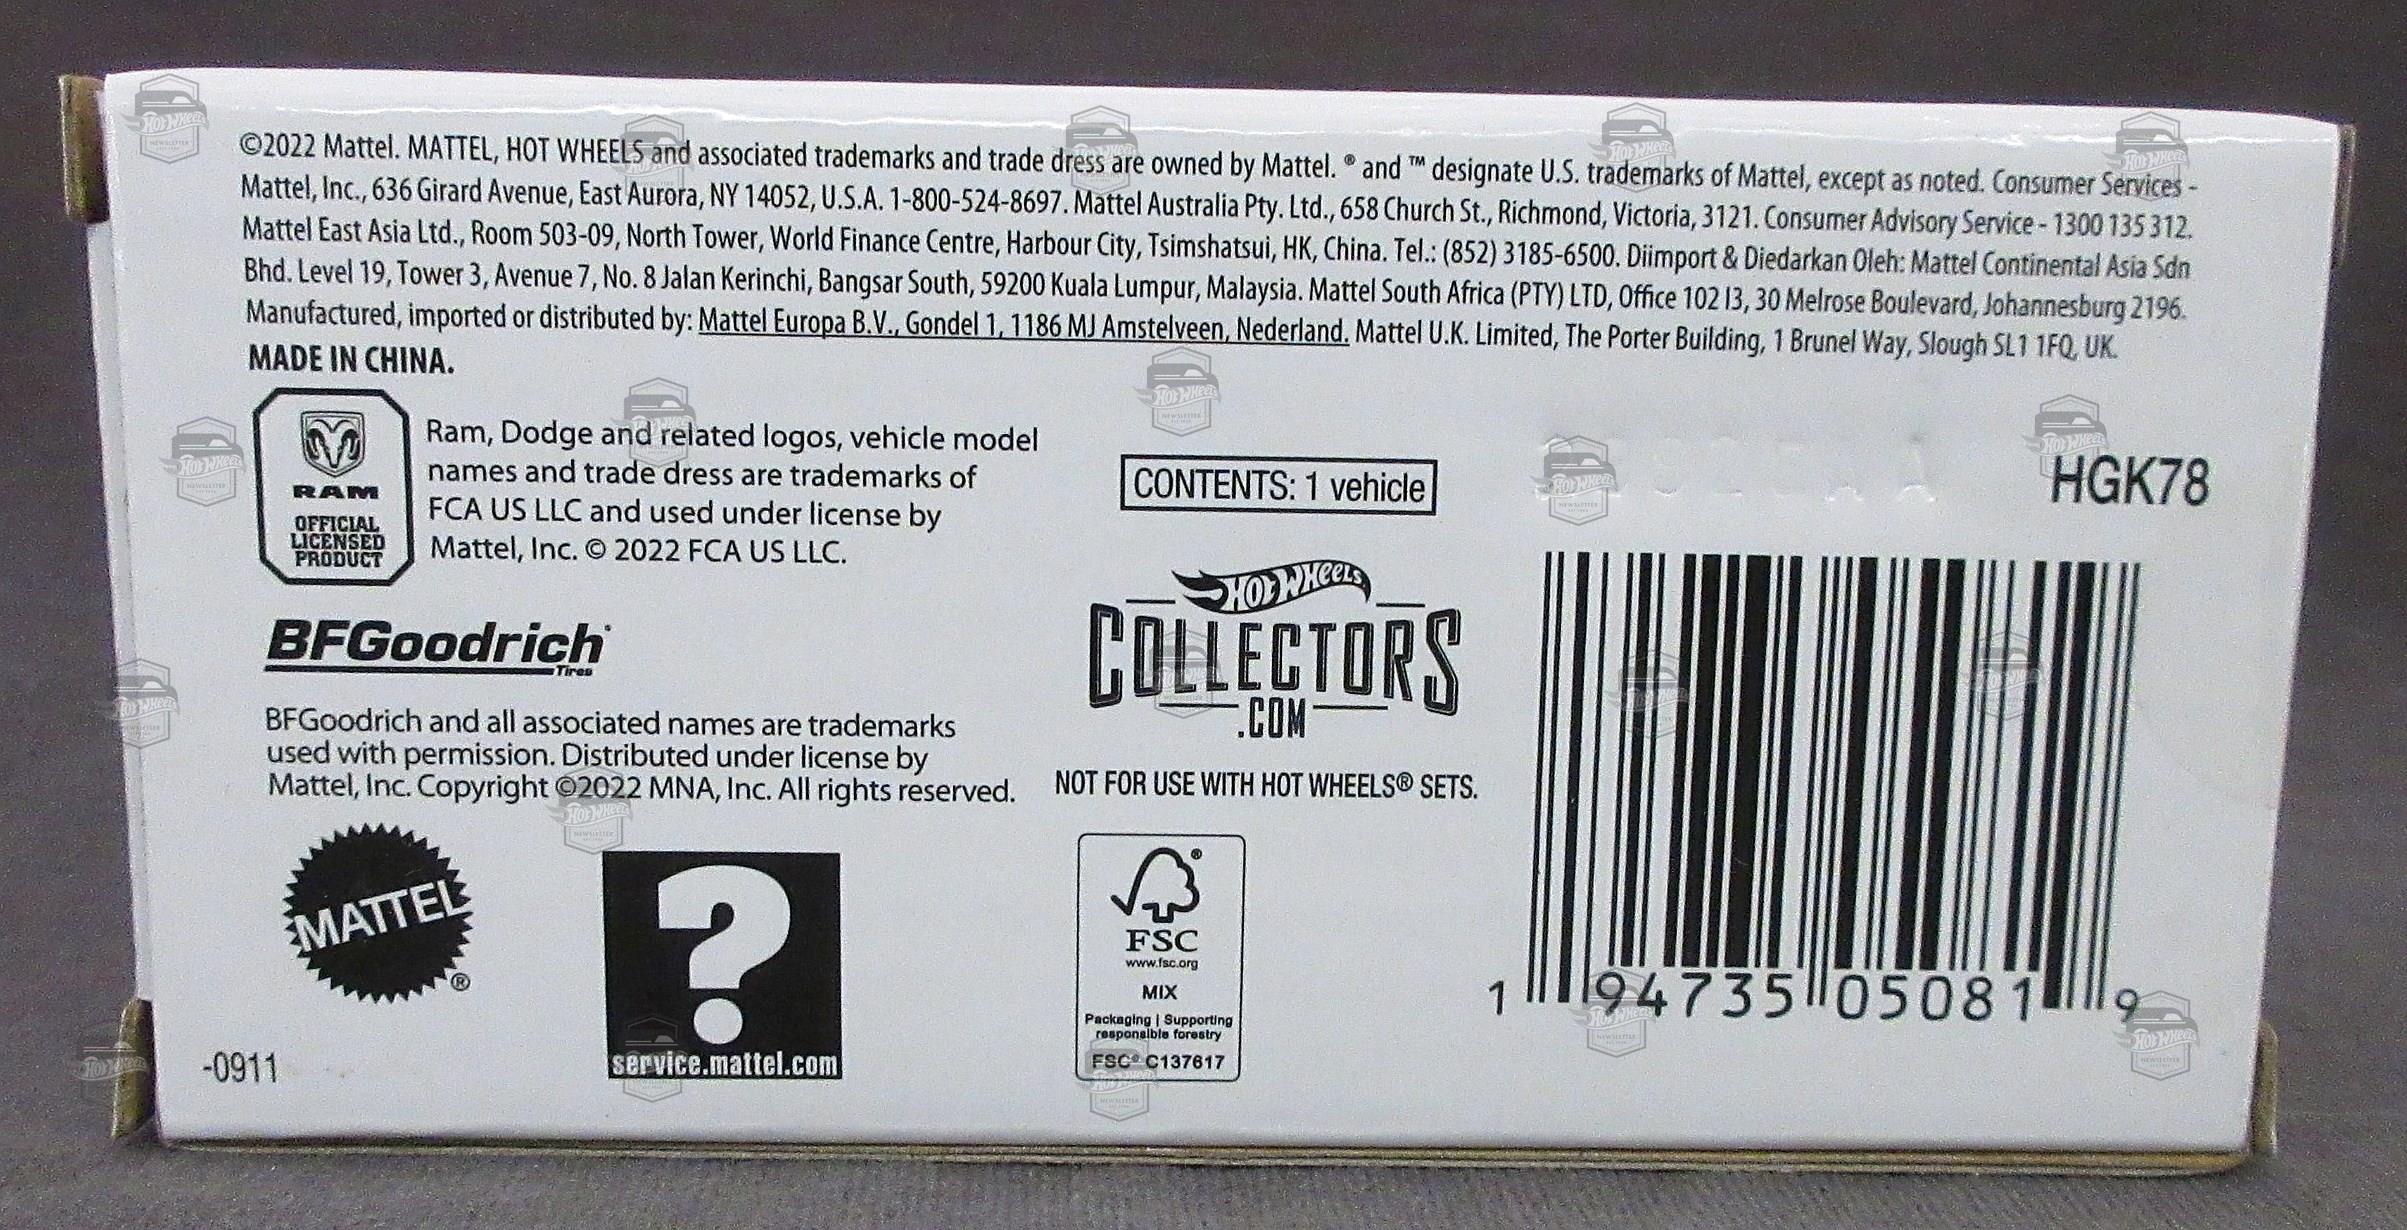 ©2022 Mattel. MATTEL, HOT WHEELS and associated trademarks and trade dress are owned by Mattel. ® and ™ designate U.S. trademarks of Mattel, except as noted. Consumer Services -
Mattel, Inc., 636 Girard Avenue, East Aurora, NY 14052, U.S.A. 1-800-524-8697. Mattel Australia Pty. Ltd., 658 Church St., Richmond, Victoria, 3121. Consumer Advisory Service - 1300 135 312.
Mattel East Asia Ltd., Room 503-09, North Tower, World Finance Centre, Harbour City, Tsimshatsui, HK, China. Tel.: (852) 3185-6500. Diimport & Diedarkan Oleh: Mattel Continental Asia Sdn
Bhd. Level 19, Tower 3, Avenue 7, No. 8 Jalan Kerinchi, Bangsar South, 59200 Kuala Lumpur, Malaysia. Mattel South Africa (PTY) LTD, Office 102 I3, 30 Melrose Boulevard, Johannesburg 2196.
Manufactured, imported or distributed by: Mattel Europa B.V., Gondel 1, 1186 MJ Amstelveen, Nederland. Mattel U.K. Limited, The Porter Building, 1 Brunel Way, Slough SL1 1FQ, UK.
MADE IN CHINA.
RAM
OFFICIAL
LICENSED
PRODUCT
Ram, Dodge and related logos, vehicle model
names and trade dress are trademarks of
FCA US LLC and used under license by
Mattel, Inc. © 2022 FCA US LLC.
BFGoodrich
Tires
BFGoodrich and all associated names are trademarks
used with permission. Distributed under license by
Mattel, Inc. Copyright ©2022 MNA, Inc. All rights reserved.
CONTENTS: 1 vehicle
HOT WHEELS
COLLECTORS
.COM
NOT FOR USE WITH HOT WHEELS® SETS.
HGK78
1 94735 05081 9
MATTEL
®
?
service.mattel.com
FSC
www.fsc.org
MIX
Packaging | Supporting
responsible forestry
FSC® C137617
-0911
HOT WHEELS
NEWSLETTER